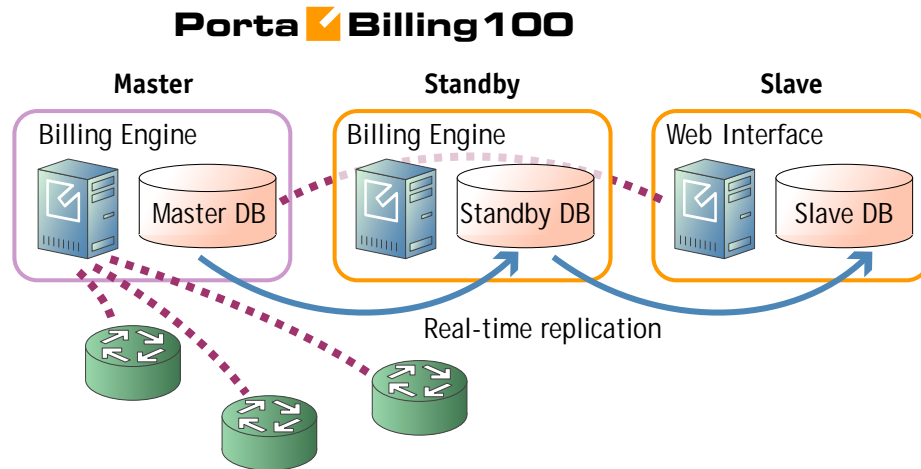 Porta Billing100
Master Standby Slave
Billing Engine Billing Engine Web Interface
Master DB Standby DB Slave DB
Real-time replication